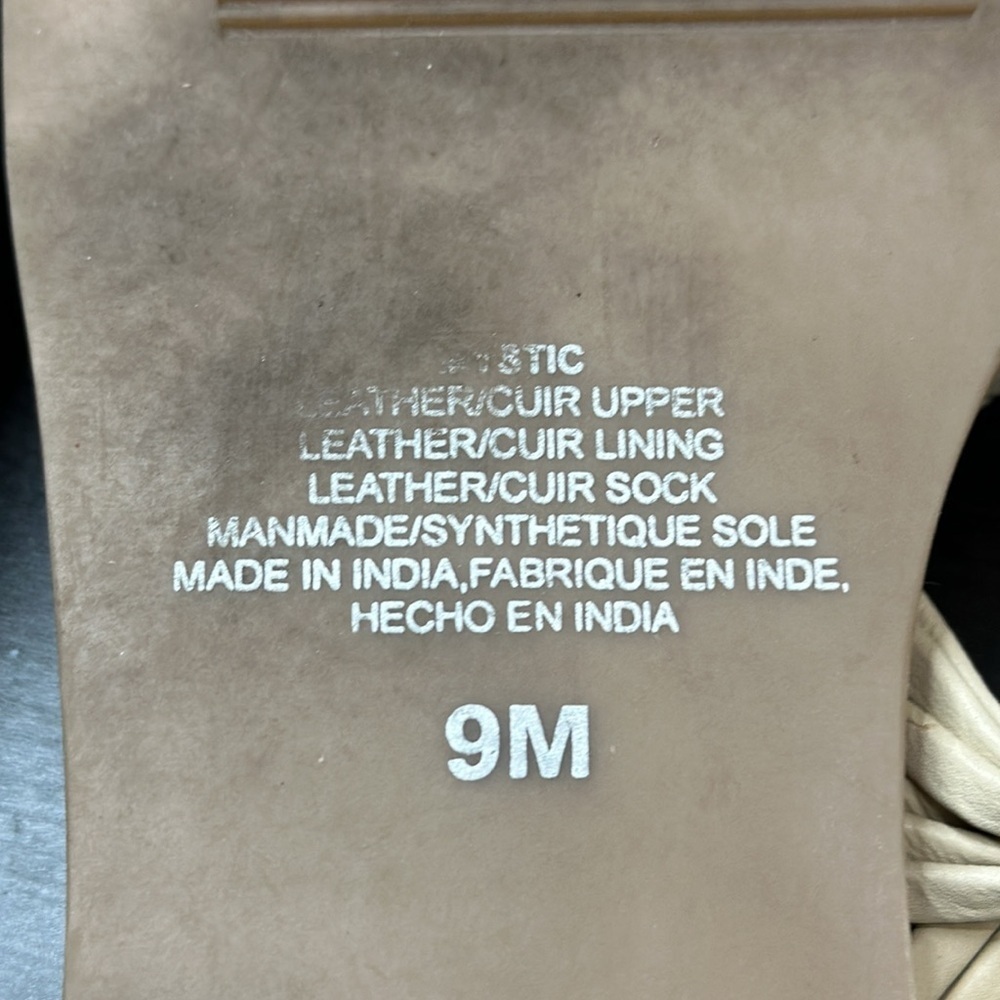 LEATHER/CUIR UPPER
LEATHER/CUIR LINING
LEATHER/CUIR SOCK
MANMADE/SYNTHETIQUE SOLE
MADE IN INDIA,FABRIQUE EN INDE,
HECHO EN INDIA
9M